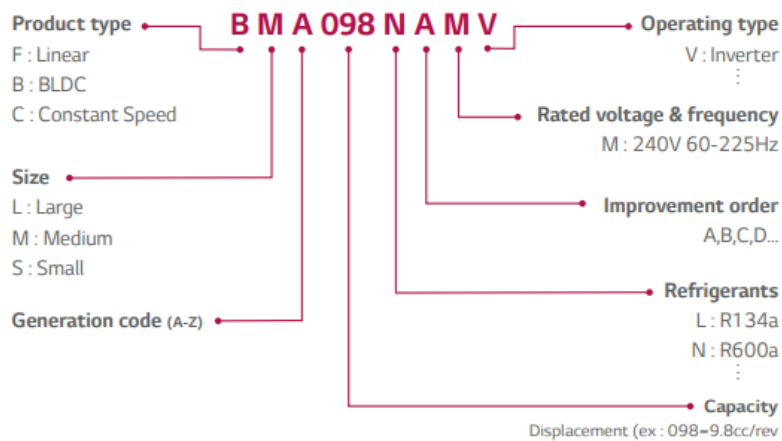 B M A 098 N A M V
Product type
F : Linear
B : BLDC
C : Constant Speed
Size
L : Large
M : Medium
S : Small
Generation code (A-Z)
Operating type
V : Inverter
⋮
Rated voltage & frequency
M : 240V 60-225Hz
Improvement order
A,B,C,D...
Refrigerants
L : R134a
N : R600a
⋮
Capacity
Displacement (ex : 098=9.8cc/rev